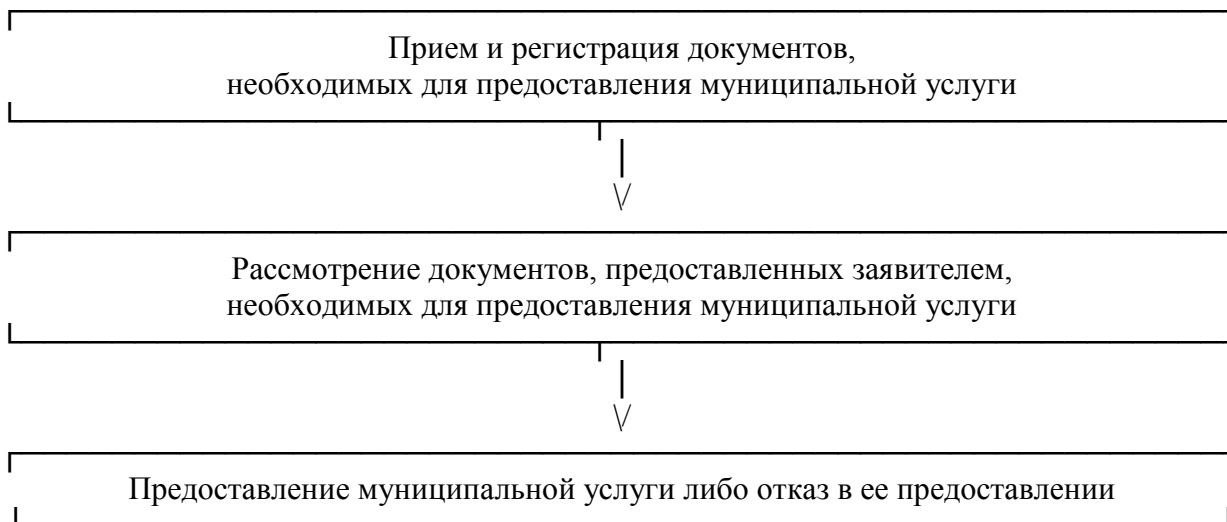 Прием и регистрация документов,
необходимых для предоставления муниципальной услуги
Рассмотрение документов, предоставленных заявителем,
необходимых для предоставления муниципальной услуги
Предоставление муниципальной услуги либо отказ в ее предоставлении